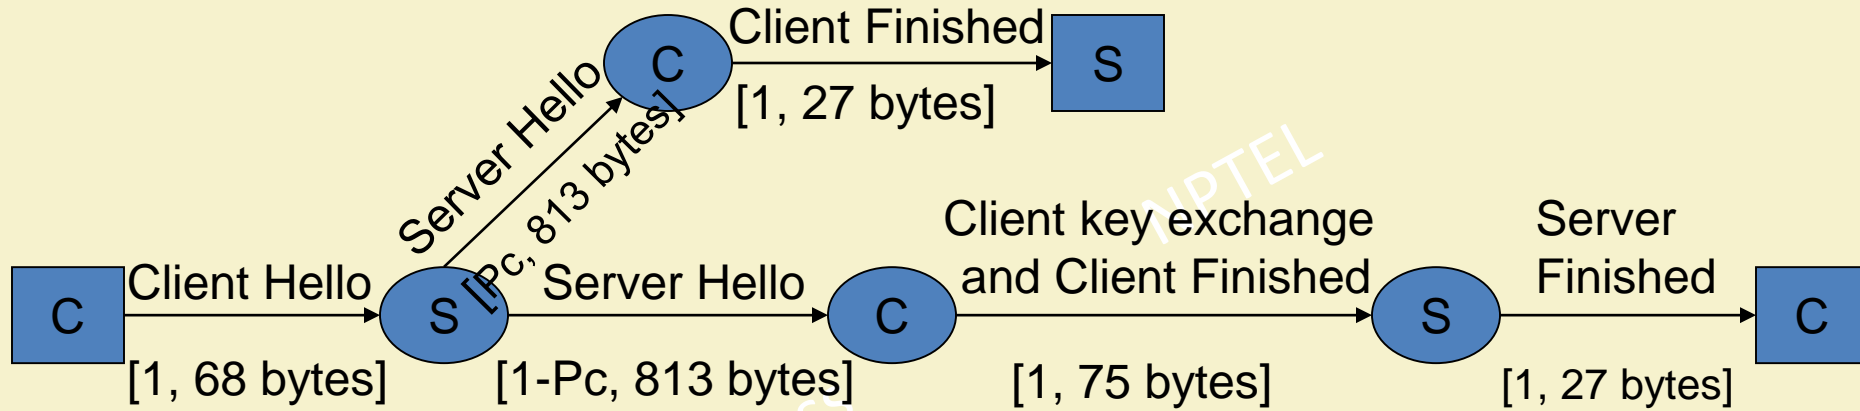 Client Finished
C
S
[1, 27 bytes]
Server Hello
[Pc, 813 bytes]
NPTEL
Client key exchange
and Client Finished
Server
Finished
Client Hello
Server Hello
C
S
C
S
C
[1, 68 bytes]
[1-Pc, 813 bytes]
[1, 75 bytes]
[1, 27 bytes]